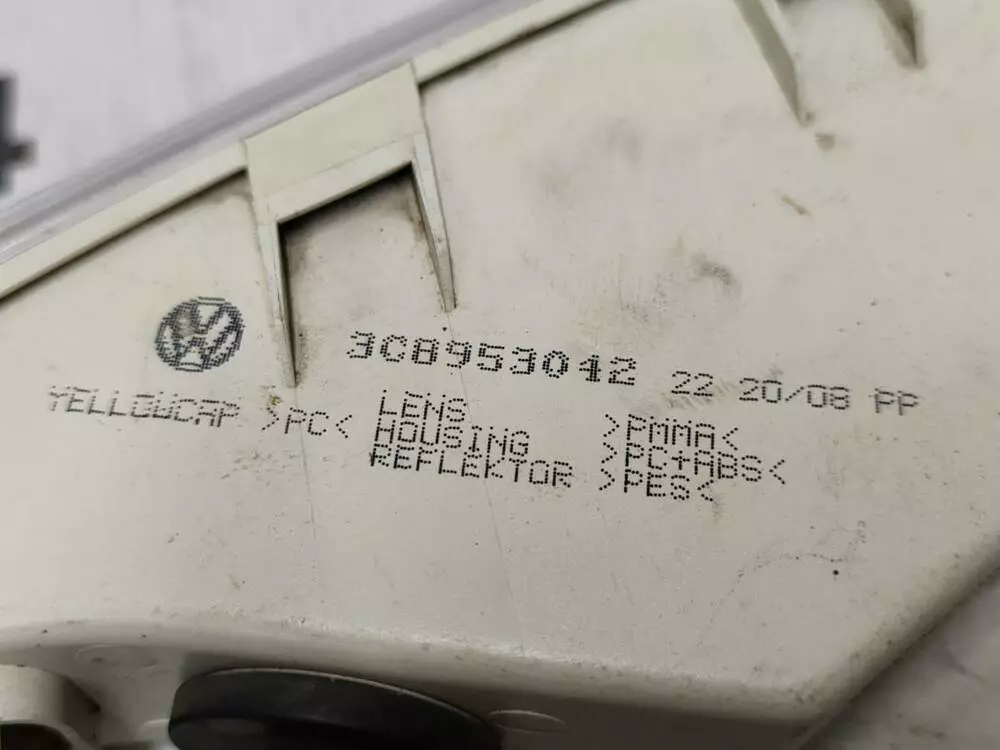 3C8953042 22 20/08 PP
YELLOWCAP >PC< LENS >PMMA<
HOUSING >PC+ABS<
REFLEKTOR >PES<